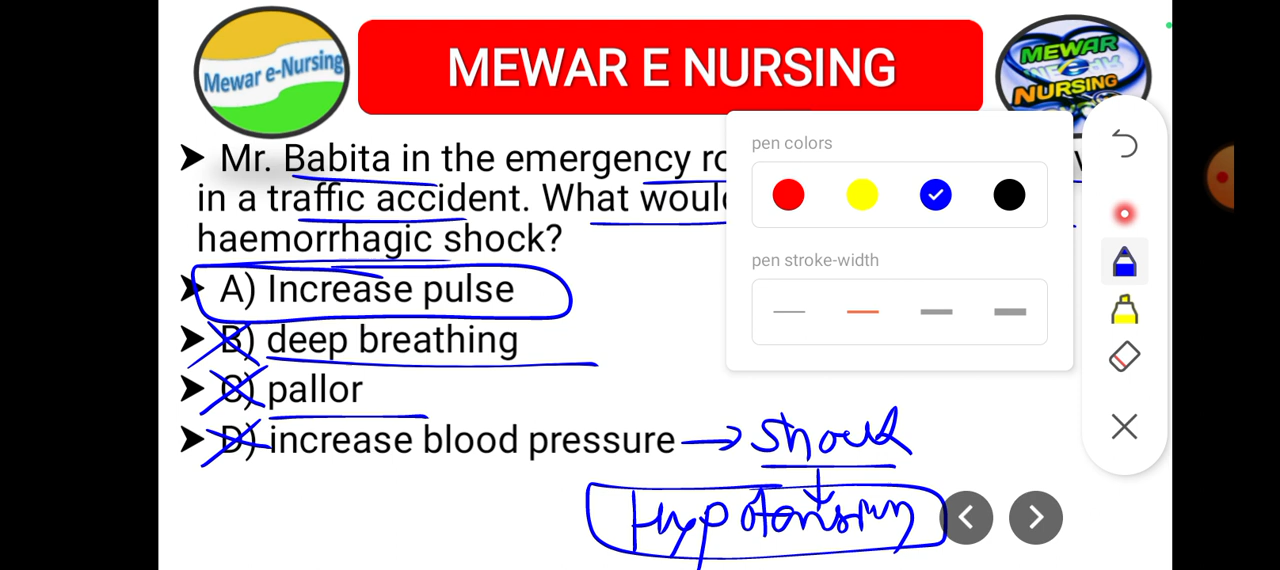 Mewar e-Nursing
MEWAR E NURSING
MEWAR
NURSING
pen colors
Mr. Babita in the emergency ro
in a traffic accident. What woul
haemorrhagic shock?
pen stroke-width
A) Increase pulse
B) deep breathing
C) pallor
D) increase blood pressure → Shock
Hypotension